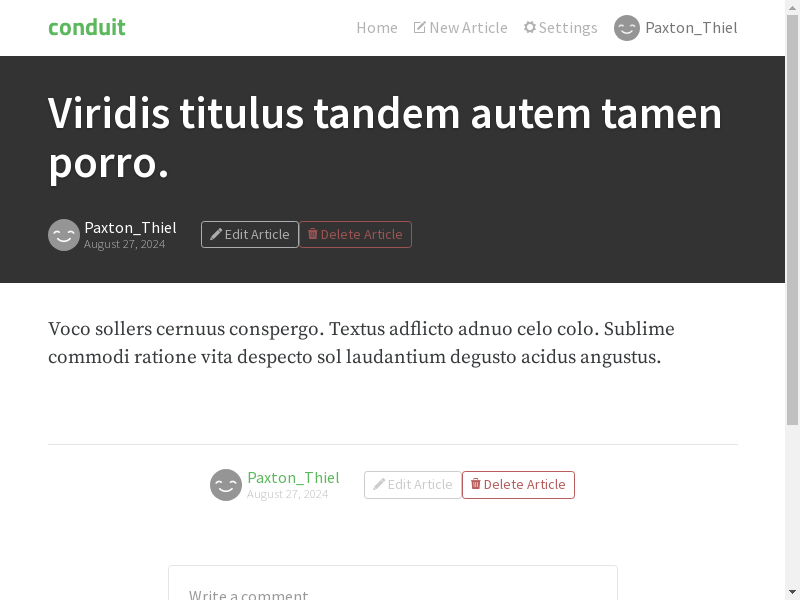 conduit
Home
New Article
Settings
Paxton_Thiel
Viridis titulus tandem autem tamen
porro.
Paxton_Thiel
August 27, 2024
Edit Article
Delete Article
Voco sollers cernuus conspergo. Textus adflicto adnuo celo colo. Sublime
commodi ratione vita despecto sol laudantium degusto acidus angustus.
Paxton_Thiel
August 27, 2024
Edit Article
Delete Article
Write a comment...